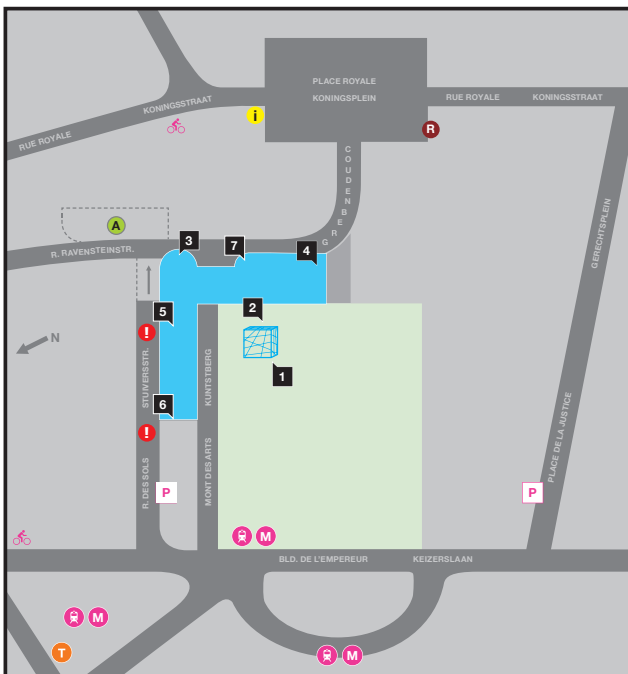 PLACE ROYALE
KONINGSPLEIN
RUE ROYALE
KONINGSSTRAAT
RUE ROYALE
KONINGSSTRAAT
i
R
COUDENBERG
A
R. RAVENSTEINSTR.
3
7
4
GERECHTSPLEIN
PLACE DE LA JUSTICE
N
5
2
!
STUIVERSSTR.
KUNTSTBERG
1
6
!
R. DES SOLS
MONT DES ARTS
P
P
M
BLD. DE L'EMPEREUR
KEIZERSLAAN
M
T
M